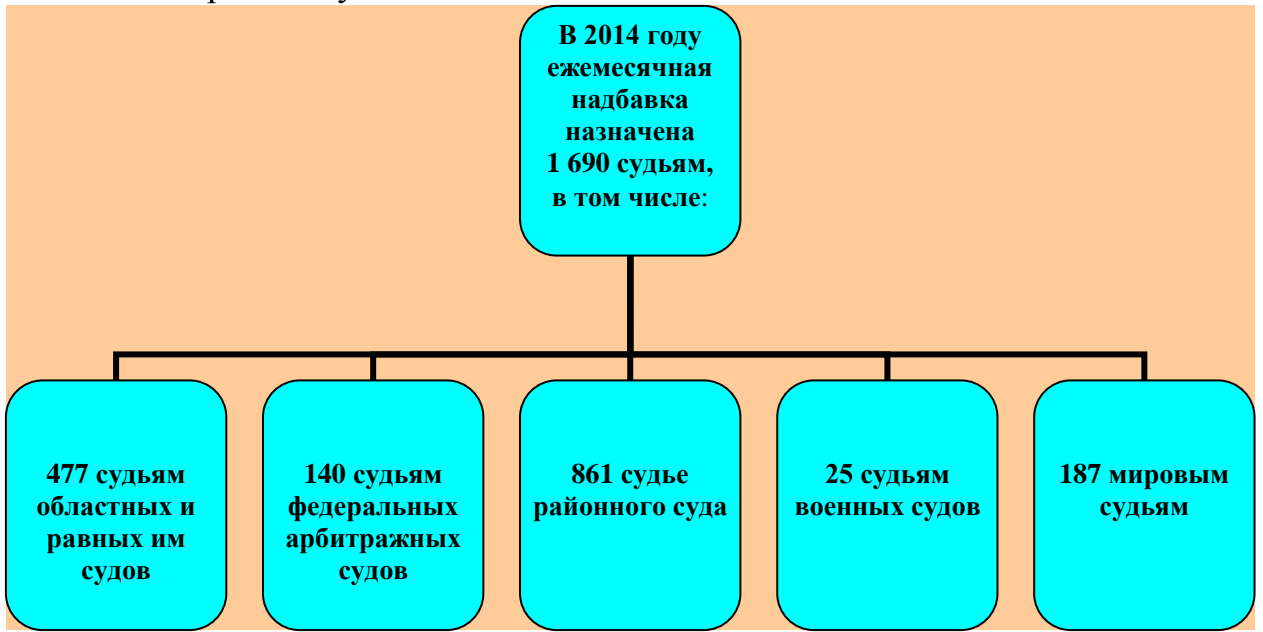 В 2014 году
ежемесячная
надбавка
назначена
1 690 судьям,
в том числе:
477 судьям
областных и
равных им
судов
140 судьям
федеральных
арбитражных
судов
861 судье
районного суда
25 судьям
военных судов
187 мировым
судьям